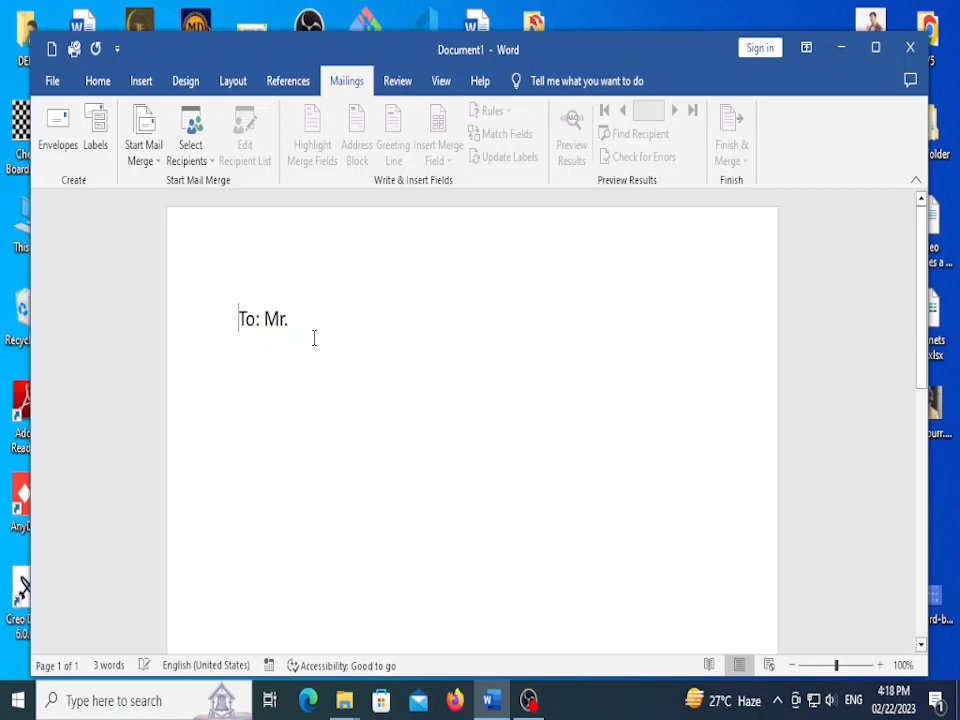 Document1 - Word
Sign in
File Home Insert Design Layout References Mailings Review View Help Tell me what you want to do
Envelopes Labels
Create
Start Mail Merge
Select Recipients
Edit Recipient List
Start Mail Merge
Highlight Merge Fields
Address Block
Greeting Line
Insert Merge Field
Rules
Match Fields
Update Labels
Write & Insert Fields
ABC
Preview Results
Find Recipient
Check for Errors
Preview Results
Finish & Merge
Finish
To: Mr.
Page 1 of 1 3 words English (United States) Accessibility: Good to go 100%
Type here to search
27°C Haze
ENG
4:18 PM
02/22/2023
1